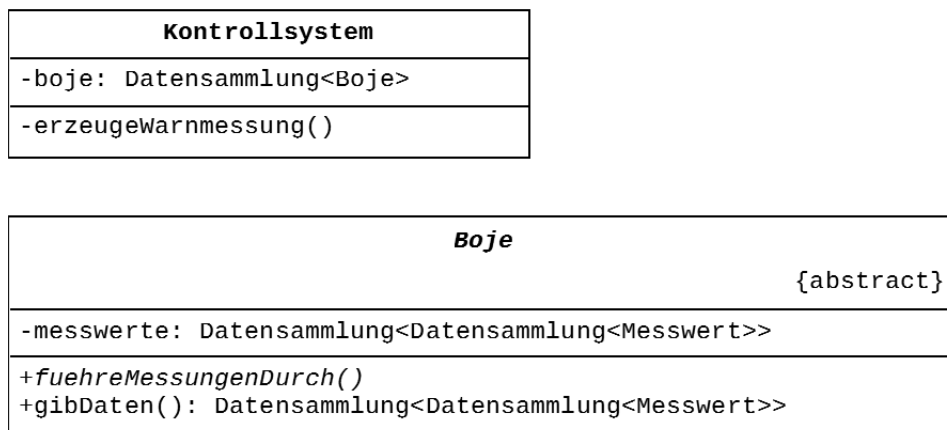 Kontrollsystem
-boje: Datensammlung<Boje>
-erzeugeWarnmessung()
Boje
{abstract}
-messwerte: Datensammlung<Datensammlung<Messwert>>
+fuehreMessungenDurch()
+gibDaten(): Datensammlung<Datensammlung<Messwert>>